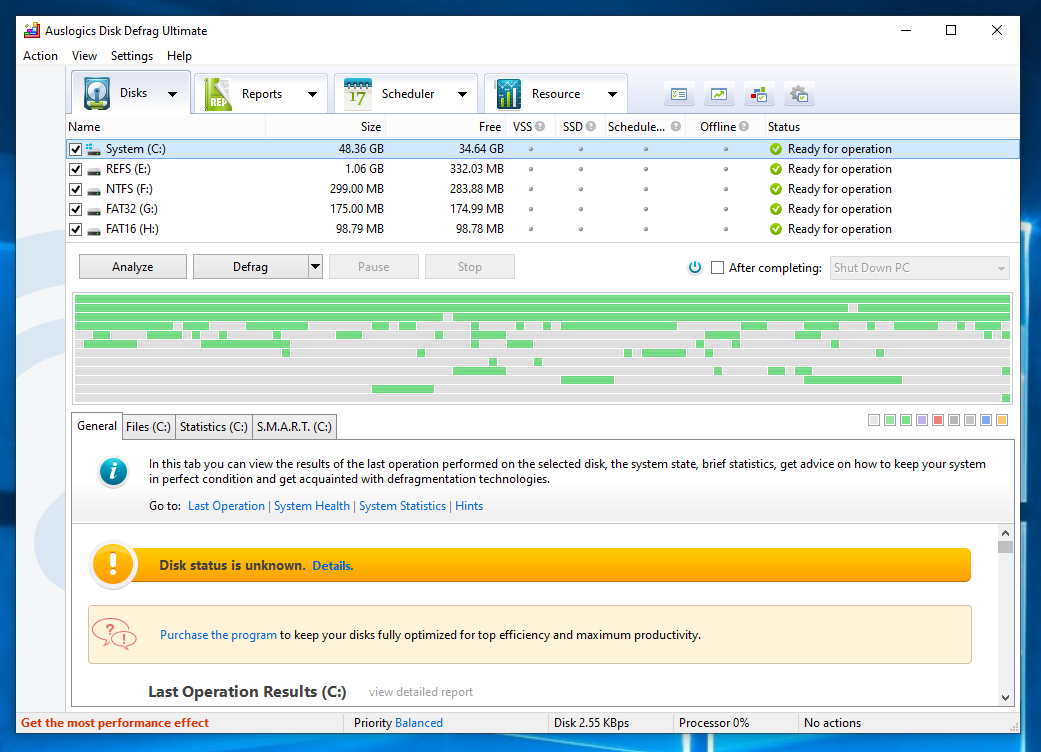 Auslogics Disk Defrag Ultimate
Action View Settings Help
Disks Reports Scheduler Resource
REP
17
Name Size Free VSS SSD Schedule... Offline Status
System (C:) 48.36 GB 34.64 GB Ready for operation
REFS (E:) 1.06 GB 332.03 MB Ready for operation
NTFS (F:) 299.00 MB 283.88 MB Ready for operation
FAT32 (G:) 175.00 MB 174.99 MB Ready for operation
FAT16 (H:) 98.79 MB 98.78 MB Ready for operation
Analyze Defrag Pause Stop After completing: Shut Down PC
General Files (C:) Statistics (C:) S.M.A.R.T. (C:)
In this tab you can view the results of the last operation performed on the selected disk, the system state, brief statistics, get advice on how to keep your system
in perfect condition and get acquainted with defragmentation technologies.
Go to: Last Operation | System Health | System Statistics | Hints
Disk status is unknown. Details.
Purchase the program to keep your disks fully optimized for top efficiency and maximum productivity.
Last Operation Results (C:) view detailed report
Get the most performance effect Priority Balanced Disk 2.55 KBps Processor 0% No actions